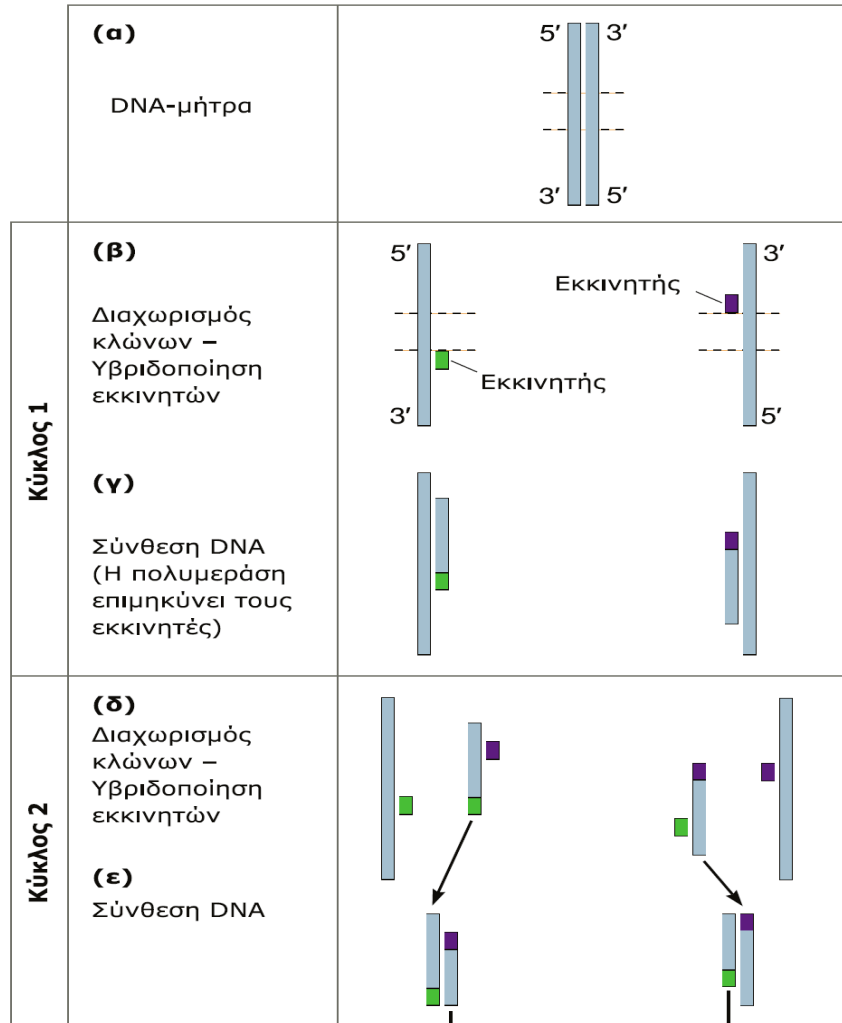 (α)
5′ 3′
DNA-μήτρα
3′ 5′
Κύκλος 1
(β)
5′ 3′
Εκκινητής
Διαχωρισμός
κλώνων –
Υβριδοποίηση
εκκινητών
Εκκινητής
3′ 5′
(γ)
Σύνθεση DNA
(Η πολυμεράση
επιμηκύνει τους
εκκινητές)
Κύκλος 2
(δ)
Διαχωρισμός
κλώνων –
Υβριδοποίηση
εκκινητών
(ε)
Σύνθεση DNA